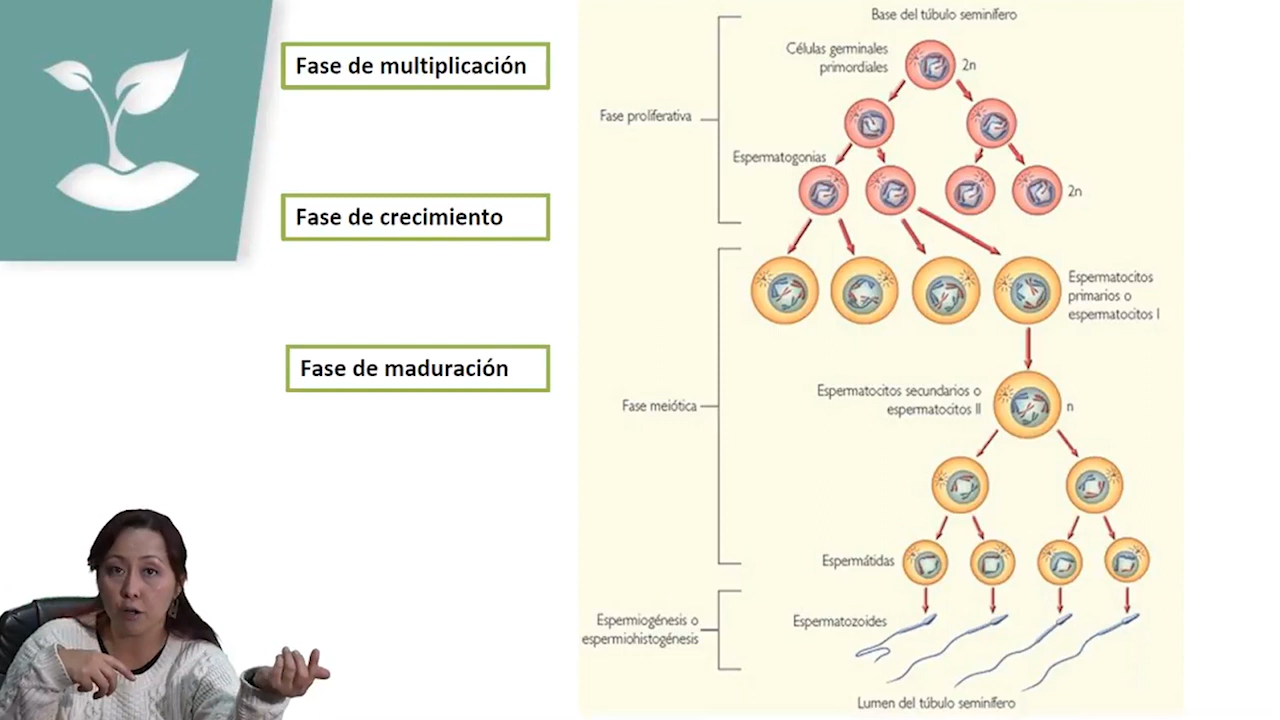 Fase de multiplicación
Fase de crecimiento
Fase de maduración
Base del túbulo seminífero
Células germinales
primordiales
2n
Fase proliferativa
Espermatogonias
2n
Espermatocitos
primarios o
espermatocitos I
Espermatocitos secundarios o
espermatocitos II
n
Fase meiótica
Espermátidas
Espermiogénesis o
espermiohistogénesis
Espermatozoides
Lumen del túbulo seminífero